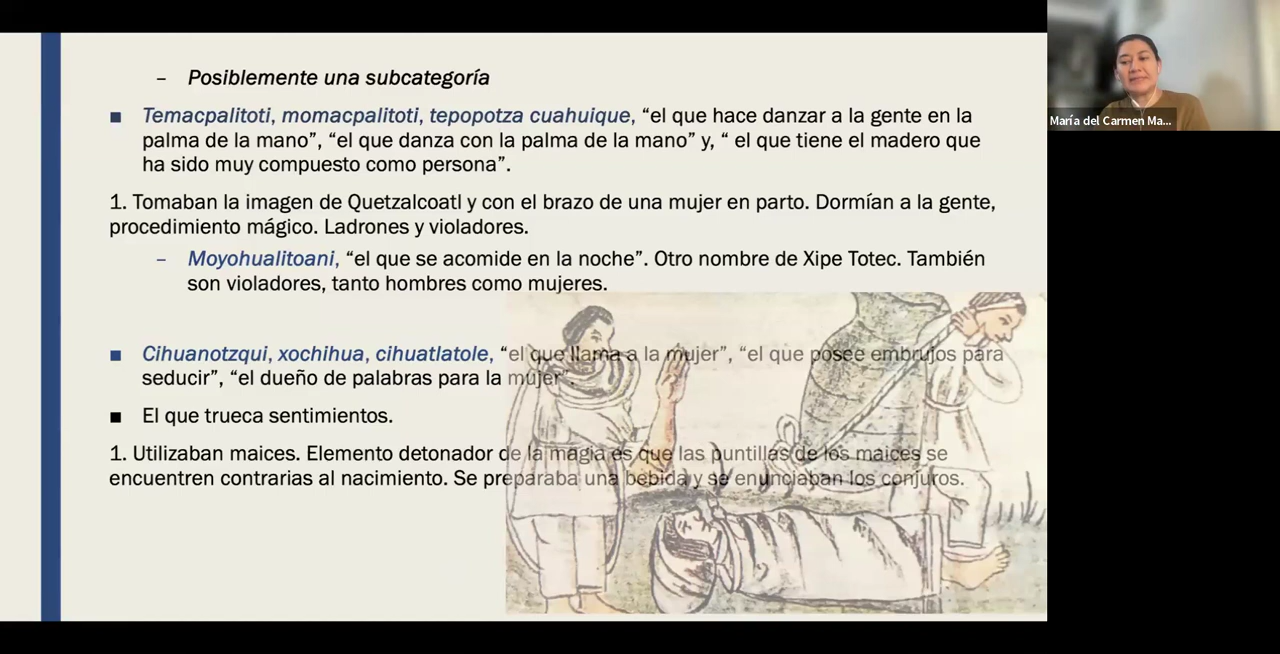 – Posiblemente una subcategoría
■ Temacpalitoti, momacpalitoti, tepopotza cuahuique, “el que hace danzar a la gente en la
palma de la mano”, “el que danza con la palma de la mano” y, “ el que tiene el madero que
ha sido muy compuesto como persona”.
1. Tomaban la imagen de Quetzalcoatl y con el brazo de una mujer en parto. Dormían a la gente,
procedimiento mágico. Ladrones y violadores.
– Moyohualitoani, “el que se acomide en la noche”. Otro nombre de Xipe Totec. También
son violadores, tanto hombres como mujeres.
■ Cihuanotzqui, xochihua, cihuatlatole, “el que llama a la mujer”, “el que posee embrujos para
seducir”, “el dueño de palabras para la mujer”.
■ El que trueca sentimientos.
1. Utilizaban maices. Elemento detonador de la magia es que las puntillas de los maices se
encuentren contrarias al nacimiento. Se preparaba una bebida y se enunciaban los conjuros.
María del Carmen Ma...